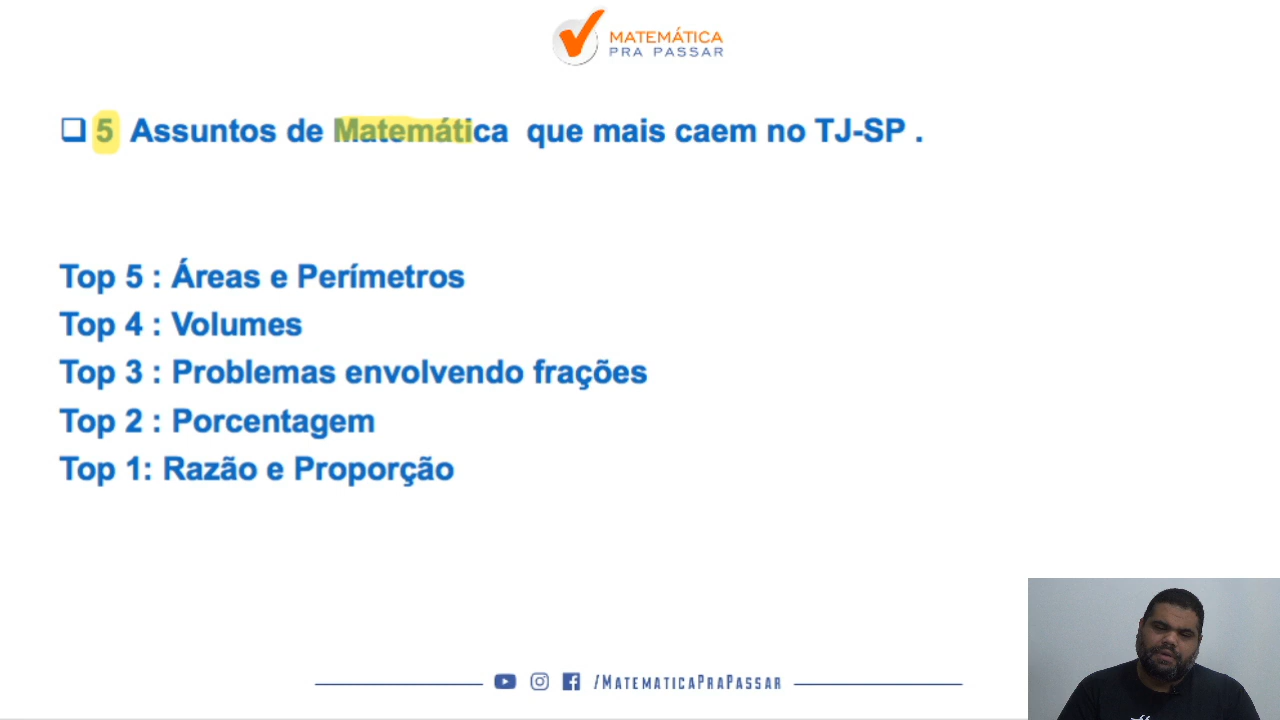 MATEMÁTICA
PRA PASSAR
5 Assuntos de Matemática que mais caem no TJ-SP .
Top 5 : Áreas e Perímetros
Top 4 : Volumes
Top 3 : Problemas envolvendo frações
Top 2 : Porcentagem
Top 1: Razão e Proporção
/MATEMATICAPRAPASSAR